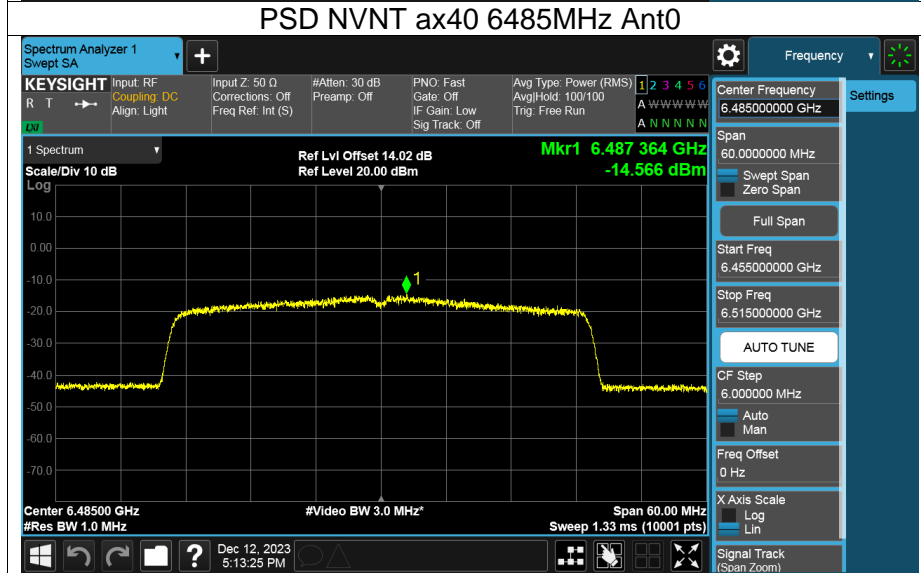 PSD NVNT ax40 6485MHz Ant0
Spectrum Analyzer 1
Swept SA
+
Frequency
KEYSIGHT
R T
LXI
Input: RF
Coupling: DC
Align: Light
Input Z: 50 Ω
Corrections: Off
Freq Ref: Int (S)
#Atten: 30 dB
Preamp: Off
PNO: Fast
Gate: Off
IF Gain: Low
Sig Track: Off
Avg Type: Power (RMS)
Avg|Hold: 100/100
Trig: Free Run
1 2 3 4 5 6
A W W W W W
A N N N N N
1 Spectrum
Scale/Div 10 dB
Log
Ref Lvl Offset 14.02 dB
Ref Level 20.00 dBm
Mkr1 6.487 364 GHz
-14.566 dBm
10.0
0.00
-10.0
-20.0
-30.0
-40.0
-50.0
-60.0
-70.0
1
Center 6.48500 GHz
#Res BW 1.0 MHz
#Video BW 3.0 MHz*
Span 60.00 MHz
Sweep 1.33 ms (10001 pts)
Center Frequency
6.485000000 GHz
Settings
Span
60.0000000 MHz
Swept Span
Zero Span
Full Span
Start Freq
6.455000000 GHz
Stop Freq
6.515000000 GHz
AUTO TUNE
CF Step
6.000000 MHz
Auto
Man
Freq Offset
0 Hz
X Axis Scale
Log
Lin
Signal Track
(Span Zoom)
?
Dec 12, 2023
5:13:25 PM